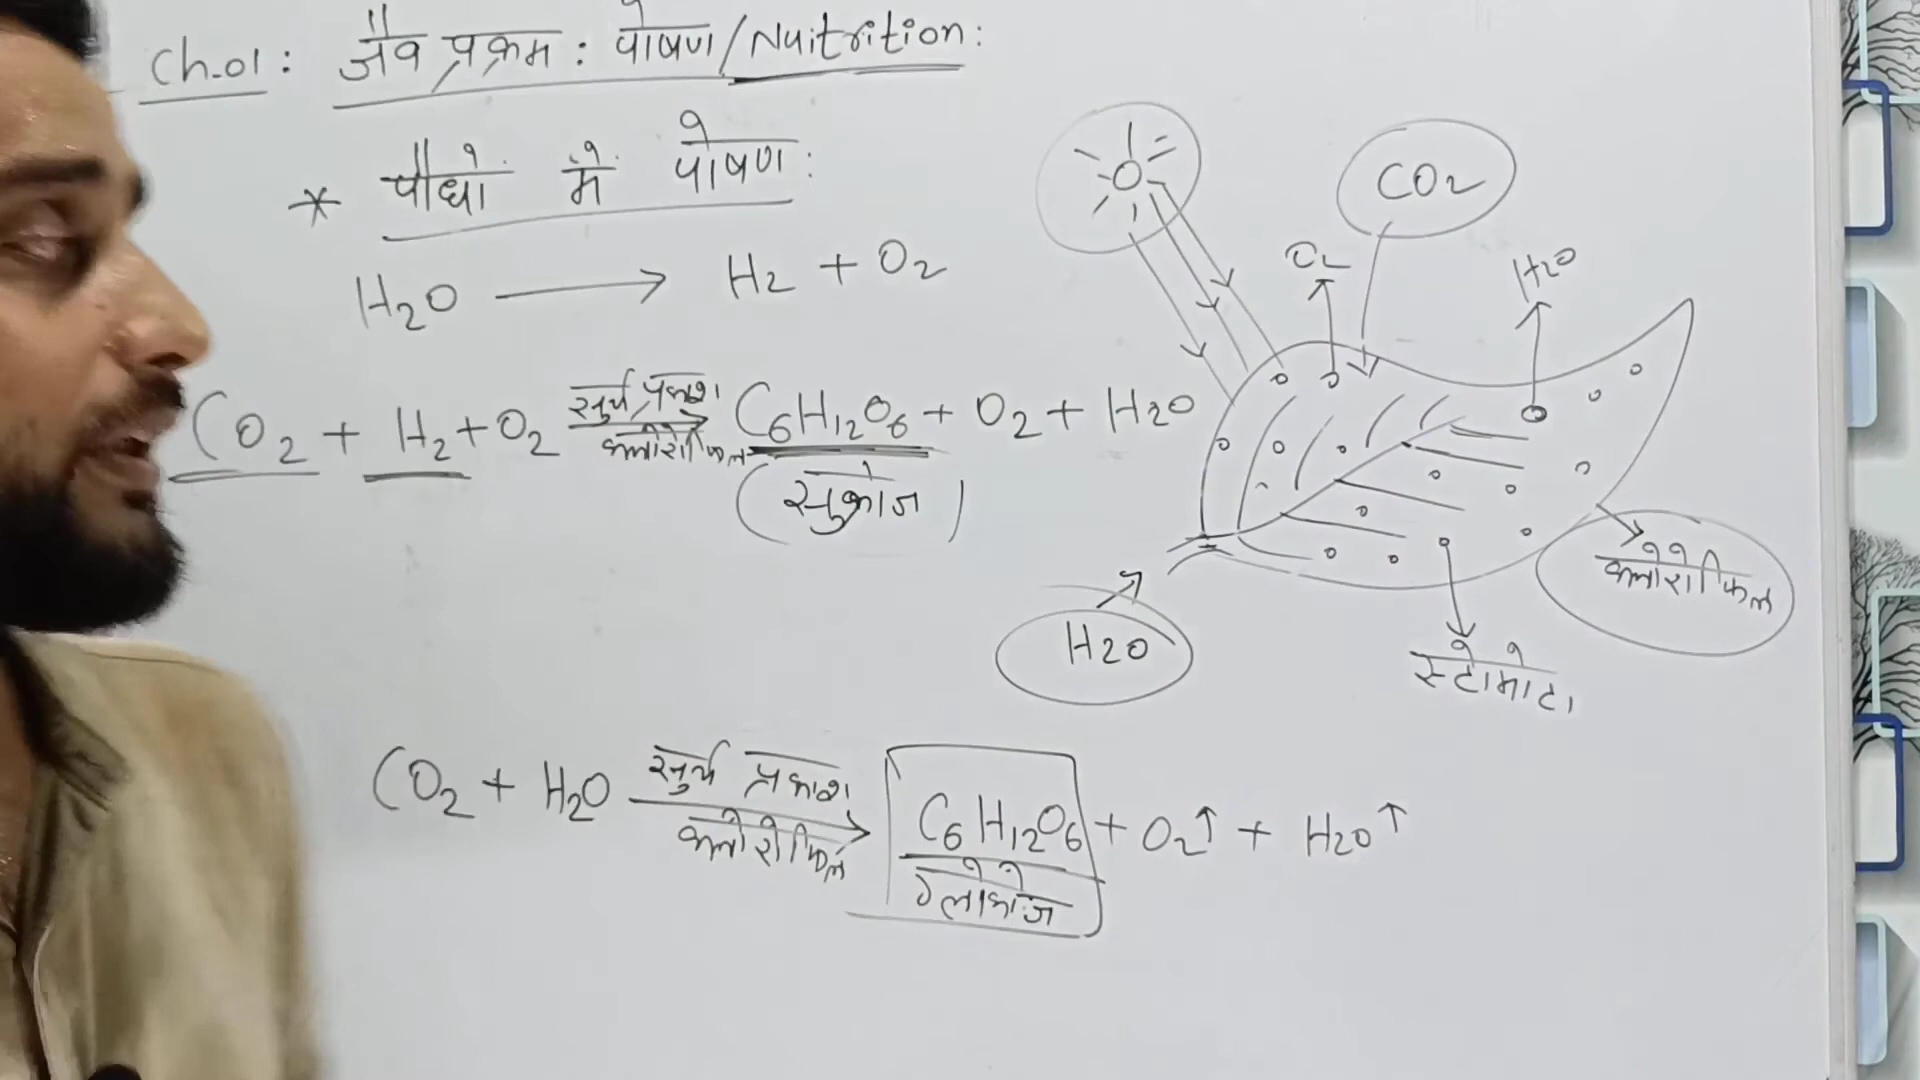 Ch.01: जैव प्रक्रम: पोषण/Nuitrition:
* पौधो मे पोषण:
H2O → H2 + O2
CO2 + H2 + O2 सुर्य प्रकाश क्लोरोफिल → C6H12O6 + O2 + H2O
(सुक्रोज)
CO2
O2
H2O
क्लोरोफिल
H2O
स्टोमाटा
CO2 + H2O सुर्य प्रकाश क्लोरोफिल → C6H12O6 + O2↑ + H2O↑
ग्लोकोज